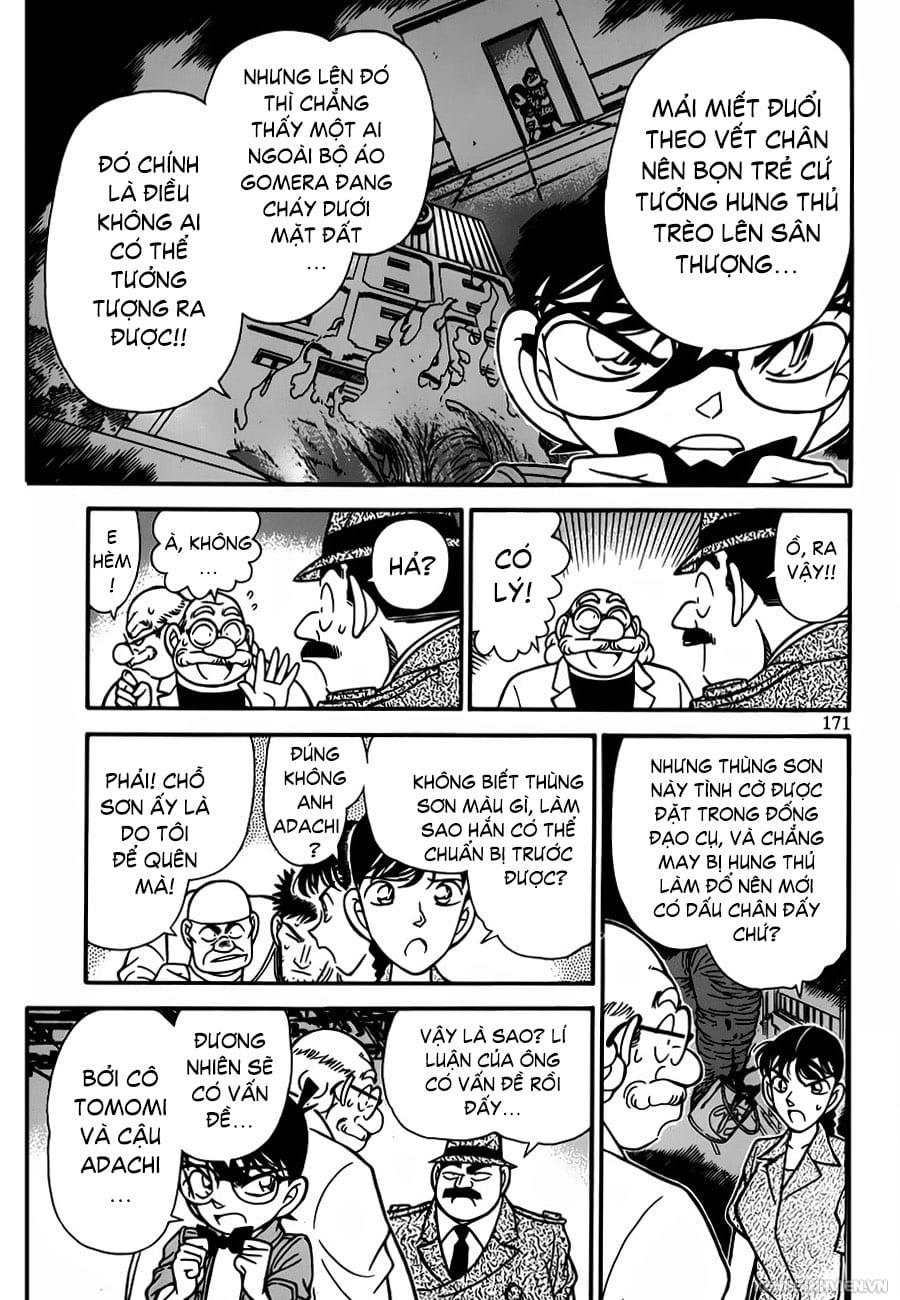 MẢI MIẾT ĐUỔI
THEO VẾT CHÂN
NÊN BỌN TRẺ CỨ
TƯỞNG HUNG THỦ
TRÈO LÊN SÂN
THƯỢNG...
NHƯNG LÊN ĐÓ
THÌ CHẲNG
THẤY MỘT AI
NGOÀI BỘ ÁO
GOMERA ĐANG
CHÁY DƯỚI
MẶT ĐẤT
...
ĐÓ CHÍNH
LÀ ĐIỀU
KHÔNG AI
CÓ THỂ
TƯỞNG
TƯỢNG RA
ĐƯỢC!!
Ồ, RA
VẬY!!
CÓ
LÝ!
HẢ?
À, KHÔNG
...
E
HÈM
!
171
NHƯNG THÙNG SƠN
NÀY TÌNH CỜ ĐƯỢC
ĐẶT TRONG ĐỐNG
ĐẠO CỤ, VÀ CHẲNG
MAY BỊ HUNG THỦ
LÀM ĐỔ NÊN MỚI
CÓ DẤU CHÂN ĐẤY
CHỨ?
KHÔNG BIẾT THÙNG
SƠN MÀU GÌ, LÀM
SAO HẮN CÓ THỂ
CHUẨN BỊ TRƯỚC
ĐƯỢC?
ĐÚNG
KHÔNG
ANH
ADACHI
?
PHẢI! CHỖ
SƠN ẤY LÀ
DO TÔI
ĐỂ QUÊN
MÀ!
VẬY LÀ SAO? LÍ
LUẬN CỦA ÔNG
CÓ VẤN ĐỀ RỒI
ĐẤY...
ĐƯƠNG
NHIÊN SẼ
CÓ VẤN
ĐỀ...
BỞI CÔ
TOMOMI
VÀ CẬU
ADACHI
...